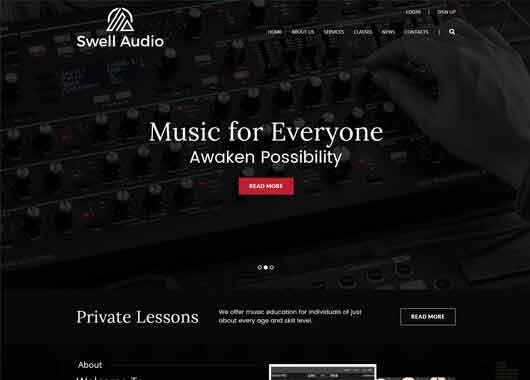 LOGIN | SIGN UP
Swell Audio
HOME ABOUT US SERVICES CLASSES NEWS CONTACTS |
Music for Everyone
Awaken Possibility
READ MORE
Private Lessons
We offer music education for individuals of just
about every age and skill level.
READ MORE
About
Welcome To